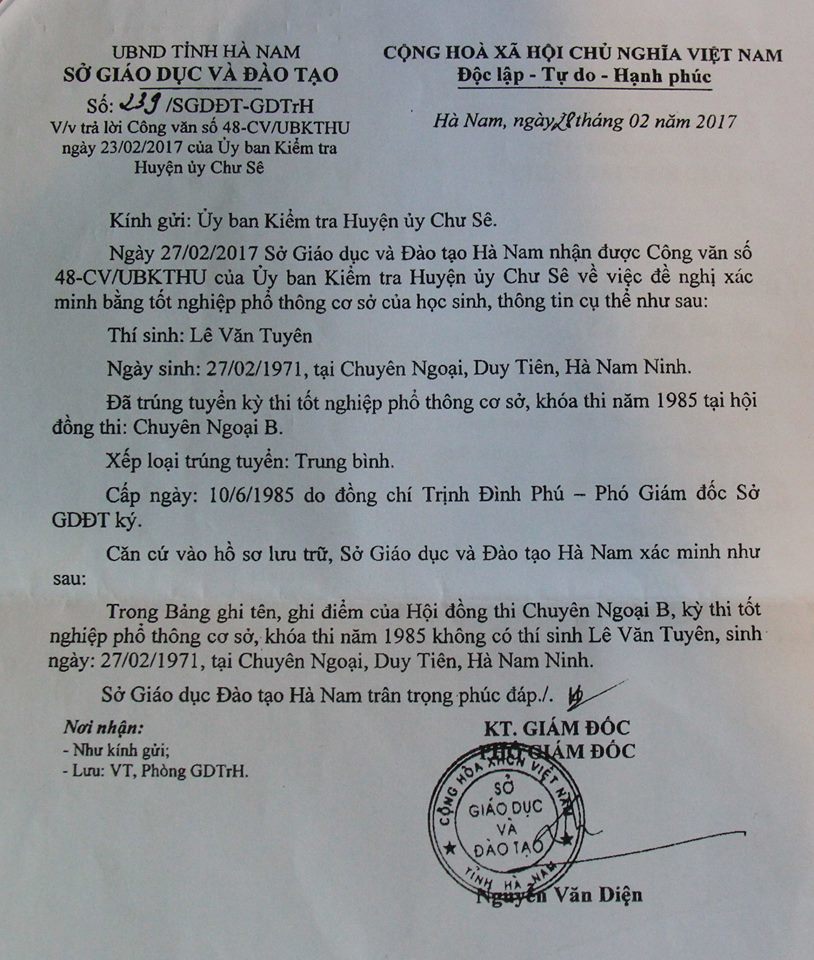 UBND TỈNH HÀ NAM
SỞ GIÁO DỤC VÀ ĐÀO TẠO
Số: 239/SGDĐT-GDTrH
V/v trả lời Công văn số 48-CV/UBKTHU
ngày 23/02/2017 của Ủy ban Kiểm tra
Huyện ủy Chư Sê
CỘNG HOÀ XÃ HỘI CHỦ NGHĨA VIỆT NAM
Độc lập - Tự do - Hạnh phúc
Hà Nam, ngày 28 tháng 02 năm 2017
Kính gửi: Ủy ban Kiểm tra Huyện ủy Chư Sê.
Ngày 27/02/2017 Sở Giáo dục và Đào tạo Hà Nam nhận được Công văn số
48-CV/UBKTHU của Ủy ban Kiểm tra Huyện ủy Chư Sê về việc đề nghị xác
minh bằng tốt nghiệp phổ thông cơ sở của học sinh, thông tin cụ thể như sau:
Thí sinh: Lê Văn Tuyên
Ngày sinh: 27/02/1971, tại Chuyên Ngoại, Duy Tiên, Hà Nam Ninh.
Đã trúng tuyển kỳ thi tốt nghiệp phổ thông cơ sở, khóa thi năm 1985 tại hội
đồng thi: Chuyên Ngoại B.
Xếp loại trúng tuyển: Trung bình.
Cấp ngày: 10/6/1985 do đồng chí Trịnh Đình Phú – Phó Giám đốc Sở
GDĐT ký.
Căn cứ vào hồ sơ lưu trữ, Sở Giáo dục và Đào tạo Hà Nam xác minh như
sau:
Trong Bảng ghi tên, ghi điểm của Hội đồng thi Chuyên Ngoại B, kỳ thi tốt
nghiệp phổ thông cơ sở, khóa thi năm 1985 không có thí sinh Lê Văn Tuyên, sinh
ngày: 27/02/1971, tại Chuyên Ngoại, Duy Tiên, Hà Nam Ninh.
Sở Giáo dục Đào tạo Hà Nam trân trọng phúc đáp./.
Nơi nhận:
- Như kính gửi;
- Lưu: VT, Phòng GDTrH.
KT. GIÁM ĐỐC
PHÓ GIÁM ĐỐC
CỘNG HÒA XHCN VIỆT NAM
SỞ
GIÁO DỤC
VÀ
ĐÀO TẠO
TỈNH HÀ NAM
Nguyễn Văn Diện